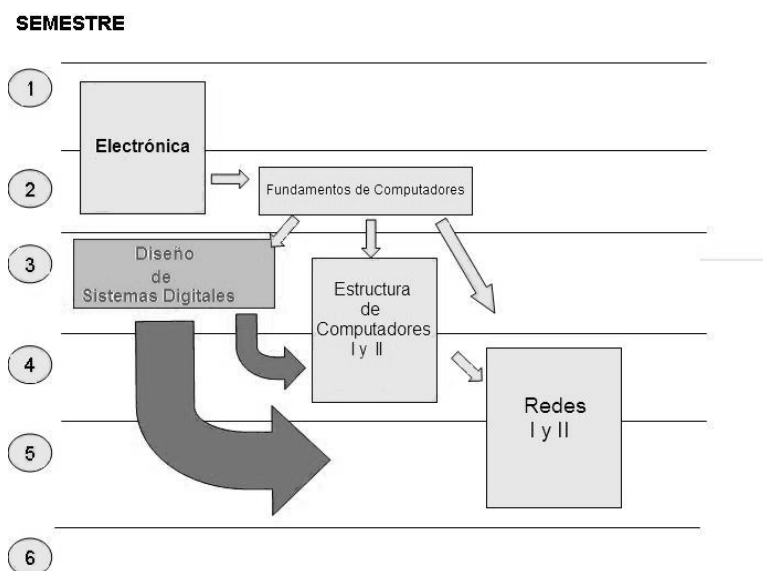 SEMESTRE
1
Electrónica
2
Fundamentos de Computadores
3
Diseño
de
Sistemas Digitales
Estructura
de
Computadores
I y II
4
Redes
I y II
5
6